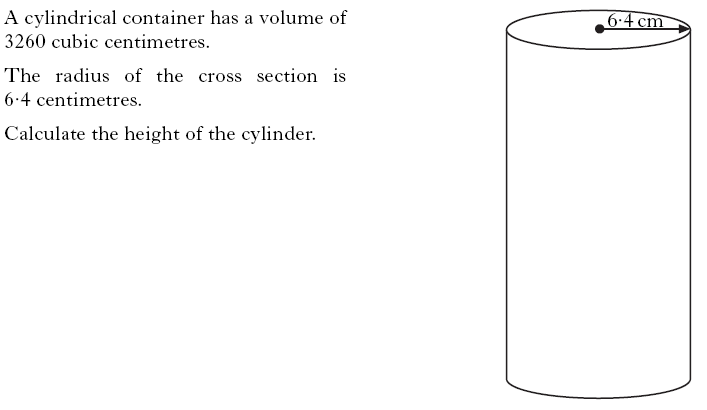 A cylindrical container has a volume of
3260 cubic centimetres.
The radius of the cross section is
6·4 centimetres.
Calculate the height of the cylinder.
6·4 cm